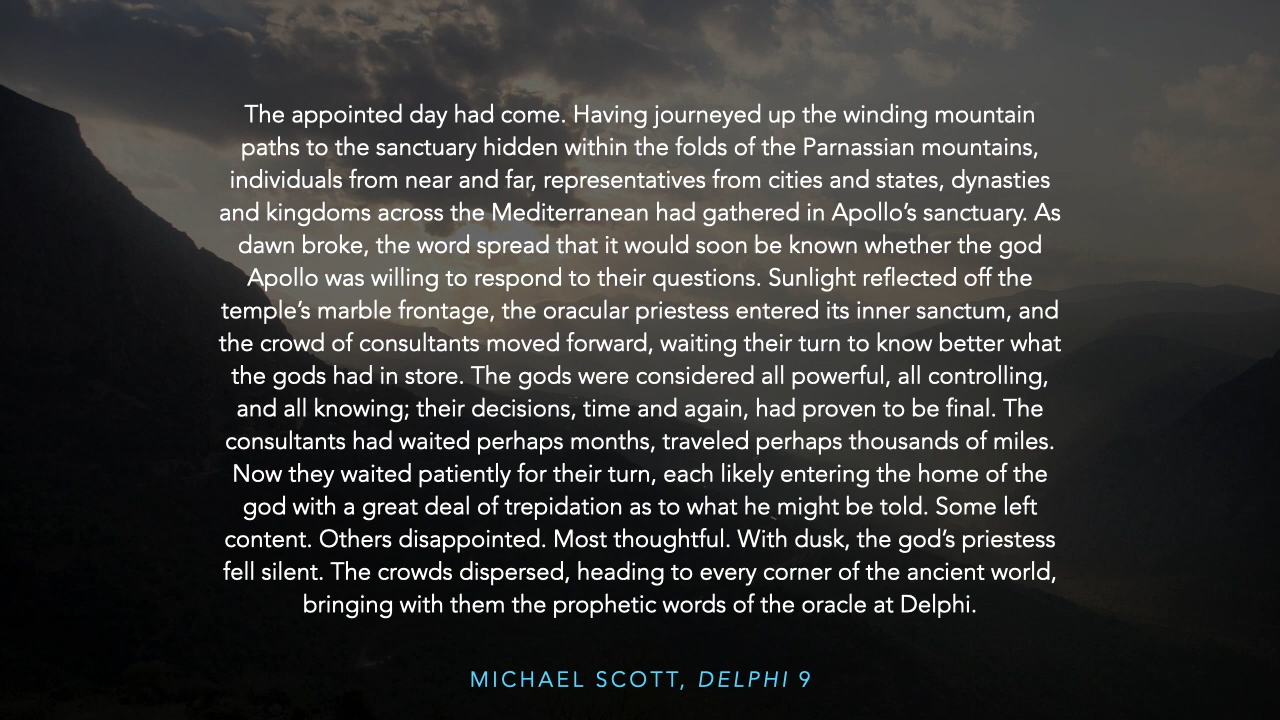 The appointed day had come. Having journeyed up the winding mountain
paths to the sanctuary hidden within the folds of the Parnassian mountains,
individuals from near and far, representatives from cities and states, dynasties
and kingdoms across the Mediterranean had gathered in Apollo’s sanctuary. As
dawn broke, the word spread that it would soon be known whether the god
Apollo was willing to respond to their questions. Sunlight reflected off the
temple’s marble frontage, the oracular priestess entered its inner sanctum, and
the crowd of consultants moved forward, waiting their turn to know better what
the gods had in store. The gods were considered all powerful, all controlling,
and all knowing; their decisions, time and again, had proven to be final. The
consultants had waited perhaps months, traveled perhaps thousands of miles.
Now they waited patiently for their turn, each likely entering the home of the
god with a great deal of trepidation as to what he might be told. Some left
content. Others disappointed. Most thoughtful. With dusk, the god’s priestess
fell silent. The crowds dispersed, heading to every corner of the ancient world,
bringing with them the prophetic words of the oracle at Delphi.
MICHAEL SCOTT, DELPHI 9